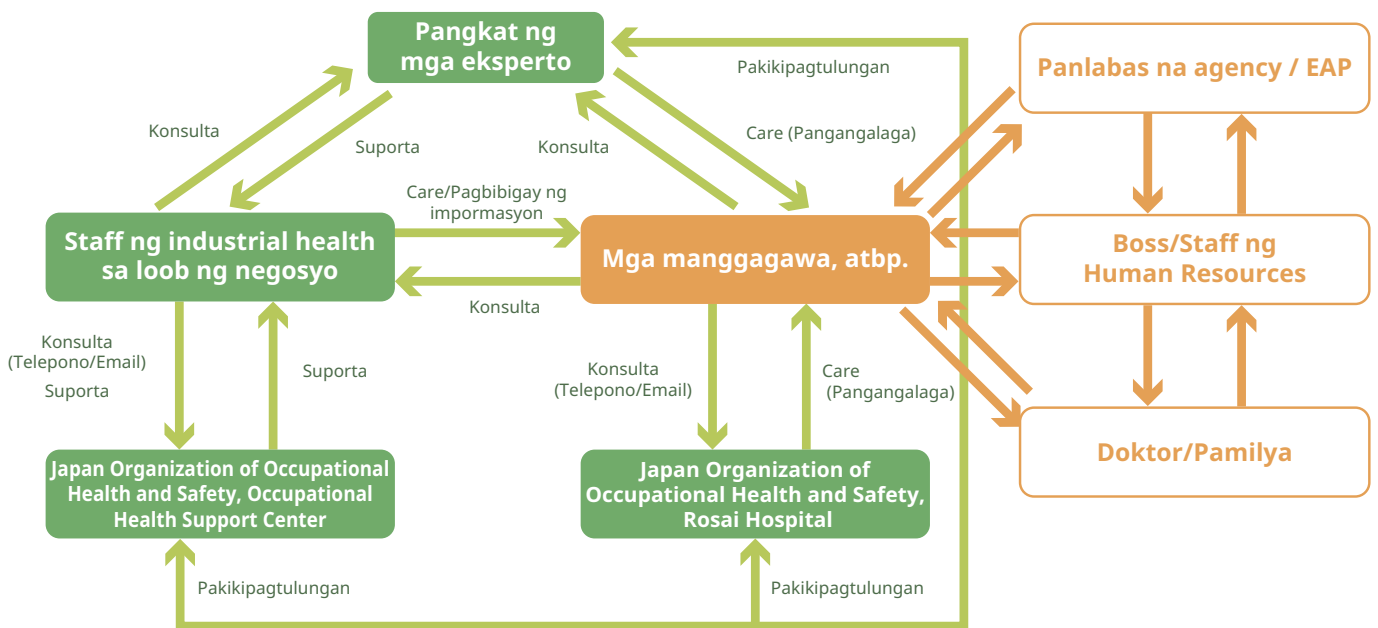 Pangkat ng
mga eksperto
Pakikipagtulungan
Panlabas na agency / EAP
Konsulta
Suporta
Konsulta
Care (Pangangalaga)
Care/Pagbibigay ng
impormasyon
Staff ng industrial health
sa loob ng negosyo
Mga manggagawa, atbp.
Boss/Staff ng
Human Resources
Konsulta
Konsulta
(Telepono/Email)
Suporta
Suporta
Konsulta
(Telepono/Email)
Care
(Pangangalaga)
Doktor/Pamilya
Japan Organization of Occupational
Health and Safety, Occupational
Health Support Center
Japan Organization of
Occupational Health and Safety,
Rosai Hospital
Pakikipagtulungan
Pakikipagtulungan